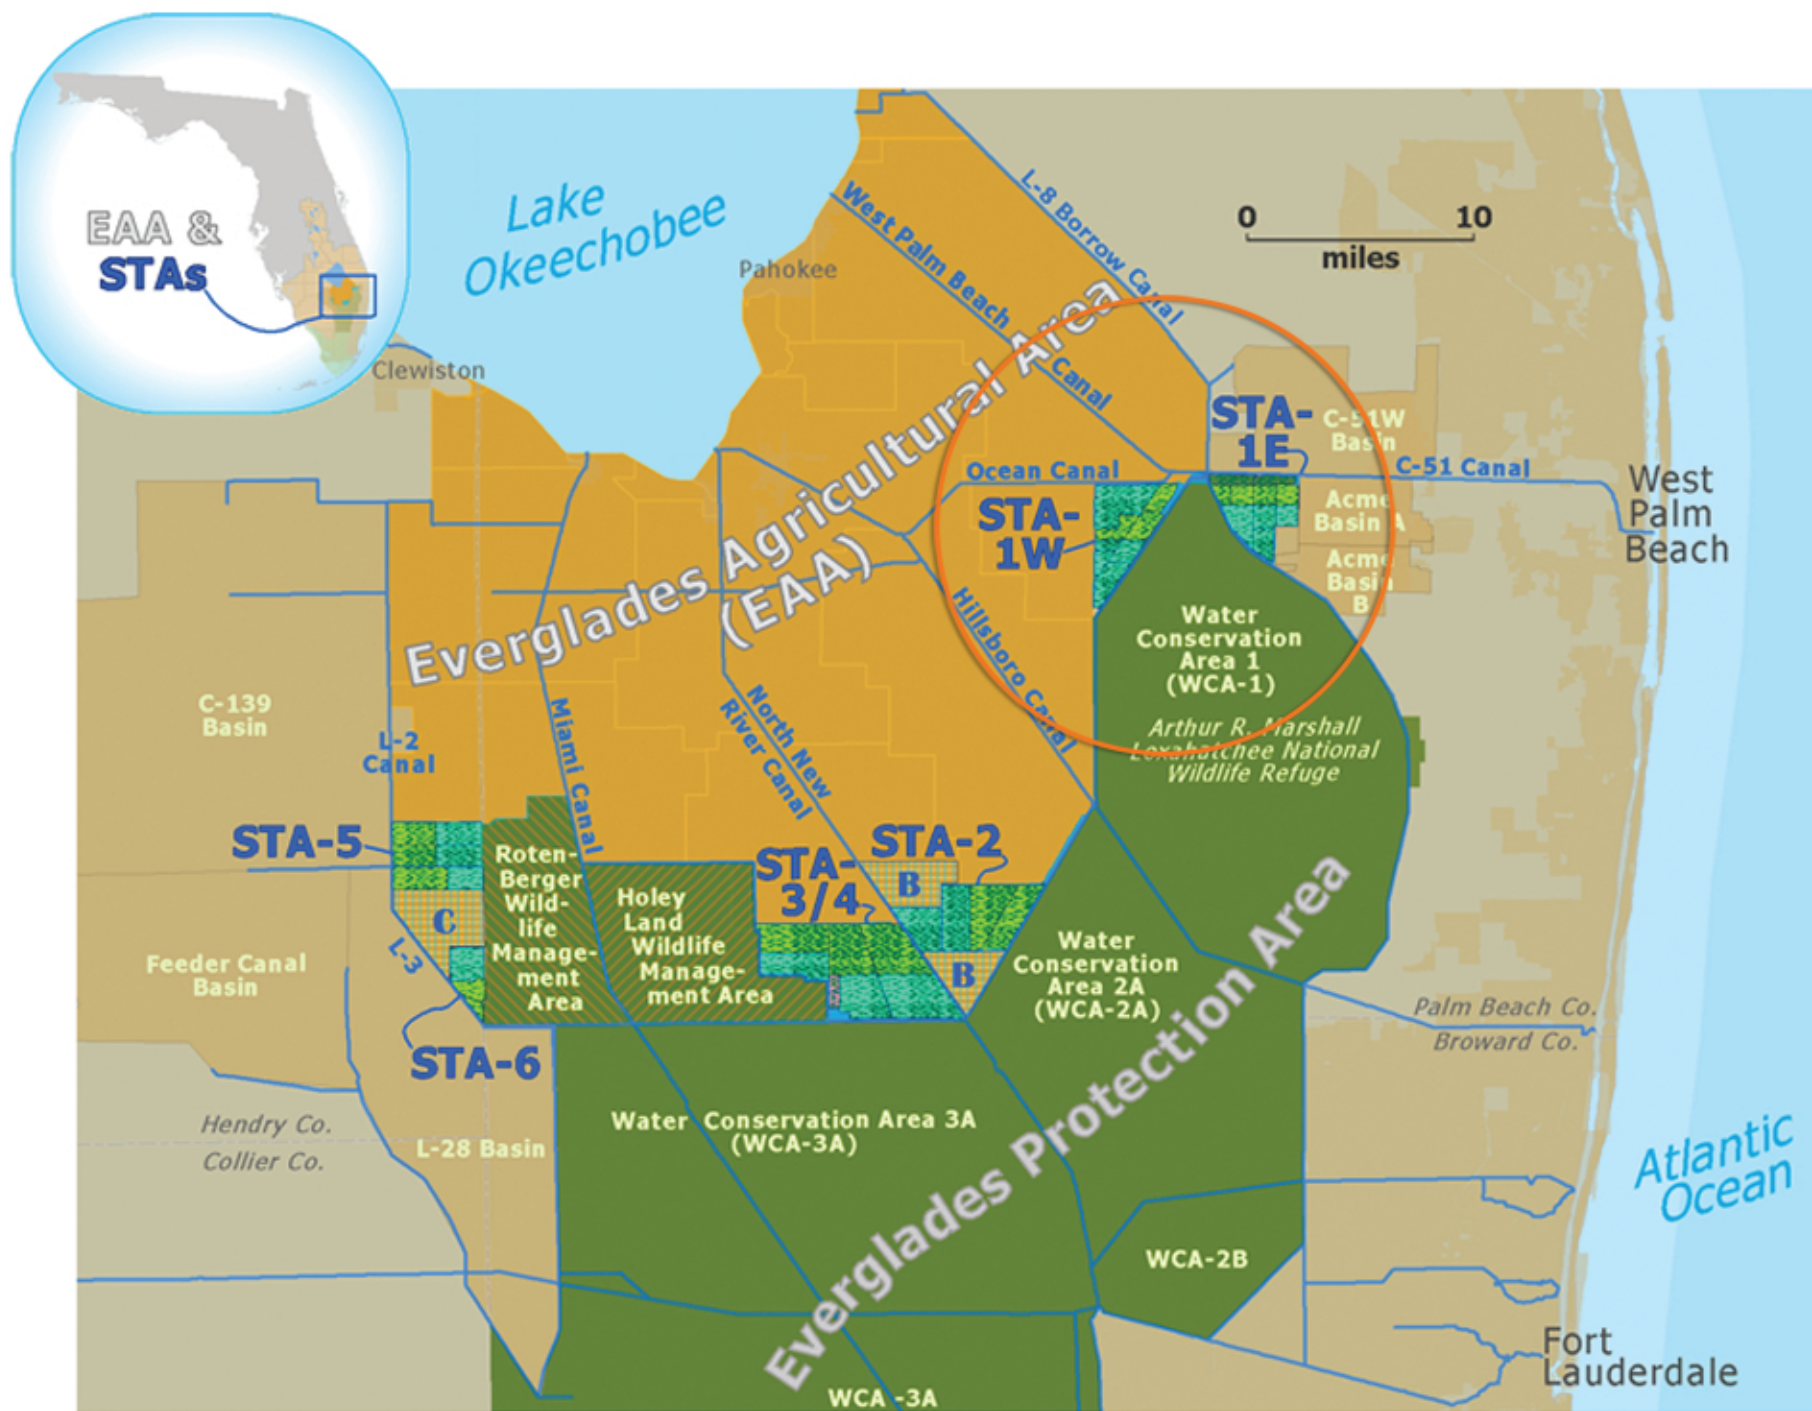 EAA &
STAs
Lake
Okeechobee
Pahokee
Clewiston
West Palm Beach Canal
L-8 Borrow Canal
0 10
miles
Everglades Agricultural Area
(EAA)
Ocean Canal
STA-
1W
STA-
1E
C-51W
Basin
C-51 Canal
Acme
Basin A
Acme
Basin
B
West
Palm
Beach
Hillsboro Canal
Water
Conservation
Area 1
(WCA-1)
Arthur R. Marshall
Loxahatchee National
Wildlife Refuge
C-139
Basin
L-2
Canal
Miami Canal
North New
River Canal
STA-5
STA-
3/4
STA-2
B
B
C
L-3
Roten-
Berger
Wild-
life
Manage-
ment
Area
Holey
Land
Wildlife
Manage-
ment Area
Feeder Canal
Basin
STA-6
Water
Conservation
Area 2A
(WCA-2A)
Palm Beach Co.
Broward Co.
Hendry Co.
Collier Co.
L-28 Basin
Water Conservation Area 3A
(WCA-3A)
Everglades Protection Area
WCA-2B
Atlantic
Ocean
Fort
Lauderdale
WCA -3A